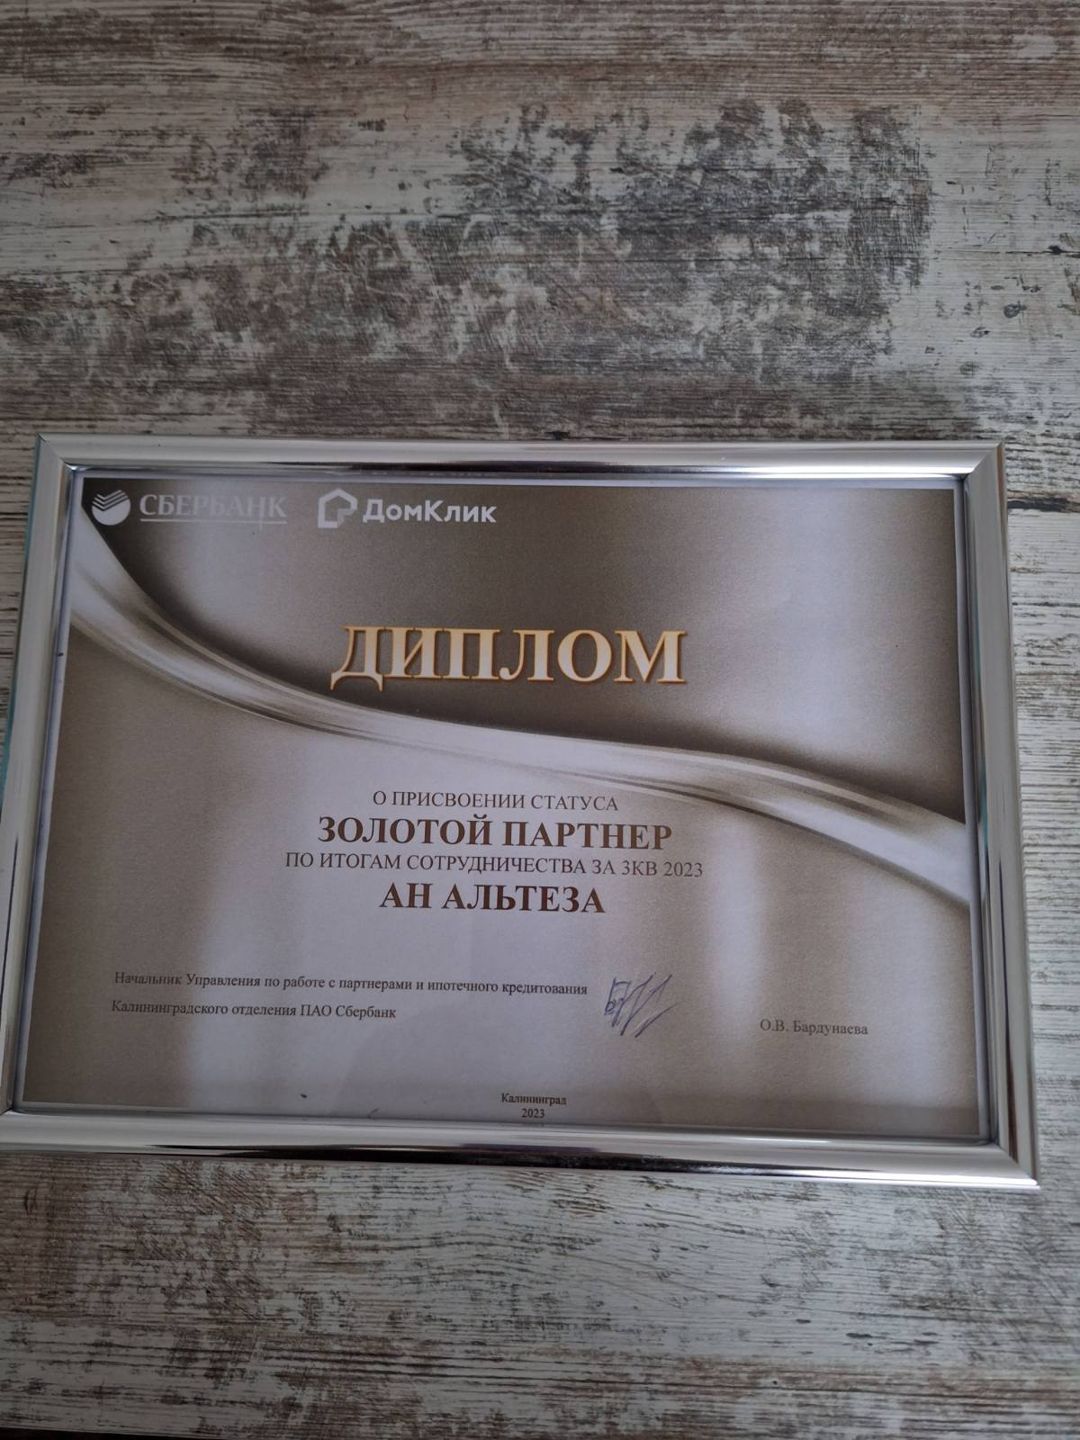 СБЕРБАНК ДомКлик
ДИПЛОМ
О ПРИСВОЕНИИ СТАТУСА
ЗОЛОТОЙ ПАРТНЕР
ПО ИТОГАМ СОТРУДНИЧЕСТВА ЗА 3КВ 2023
АН АЛЬТЕЗА
Начальник Управления по работе с партнерами и ипотечного кредитования
Калининградского отделения ПАО Сбербанк
О.В. Бардунаева
Калининград
2023